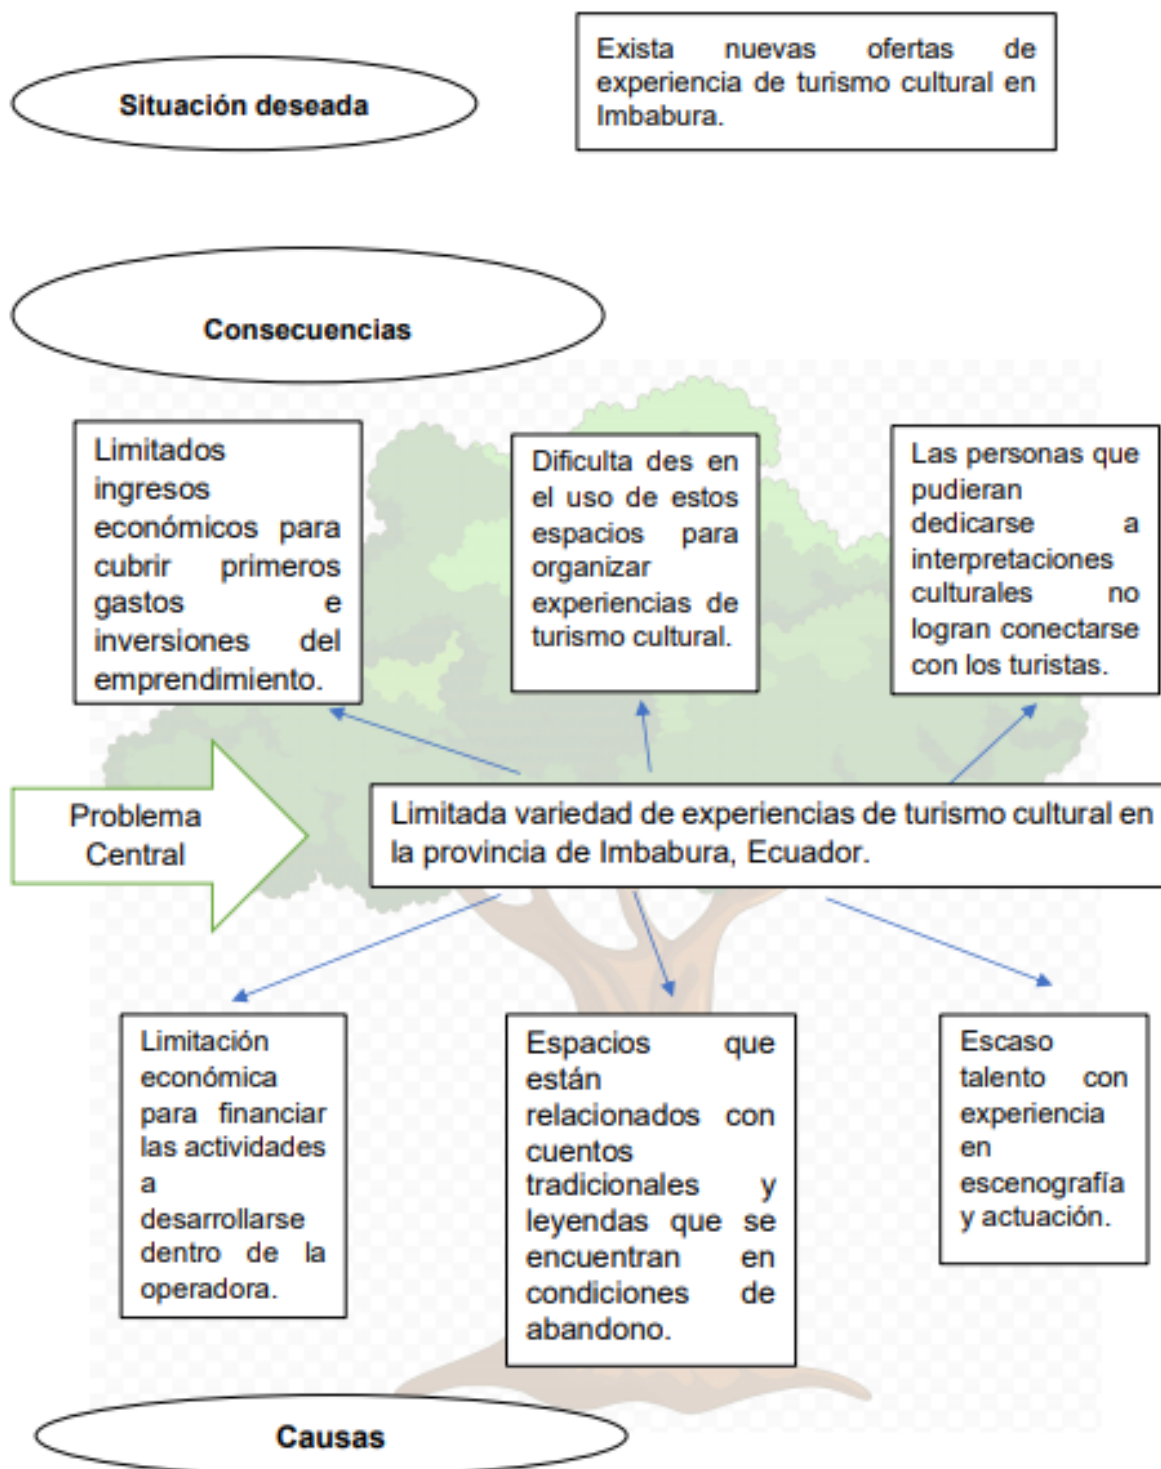 Situación deseada
Exista nuevas ofertas de
experiencia de turismo cultural en
Imbabura.
Consecuencias
Limitados
ingresos
económicos para
cubrir primeros
gastos e
inversiones del
emprendimiento.
Dificulta des en
el uso de estos
espacios para
organizar
experiencias de
turismo cultural.
Las personas que
pudieran
dedicarse a
interpretaciones
culturales no
logran conectarse
con los turistas.
Problema
Central
Limitada variedad de experiencias de turismo cultural en
la provincia de Imbabura, Ecuador.
Limitación
económica
para financiar
las actividades
a
desarrollarse
dentro de la
operadora.
Espacios que
están
relacionados con
cuentos
tradicionales y
leyendas que se
encuentran en
condiciones de
abandono.
Escaso
talento con
experiencia
en
escenografía
y actuación.
Causas